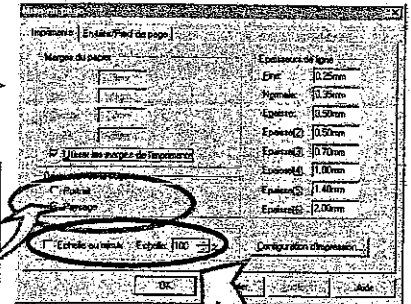 Mise en page
Imprimante
Entête/Pied de page
Marges du papier
Utiliser les marges de l'imprimante
Portrait
Paysage
Echelle au mieux
Echelle: 100 %
Epaisseurs de ligne
Fine: 0.25mm
Normale: 0.35mm
Epaisse: 0.50mm
Epaisse(2): 0.50mm
Epaisse(3): 0.70mm
Epaisse(4): 1.00mm
Epaisse(5): 1.40mm
Epaisse(6): 2.00mm
Configuration d'impression...
OK
Aide